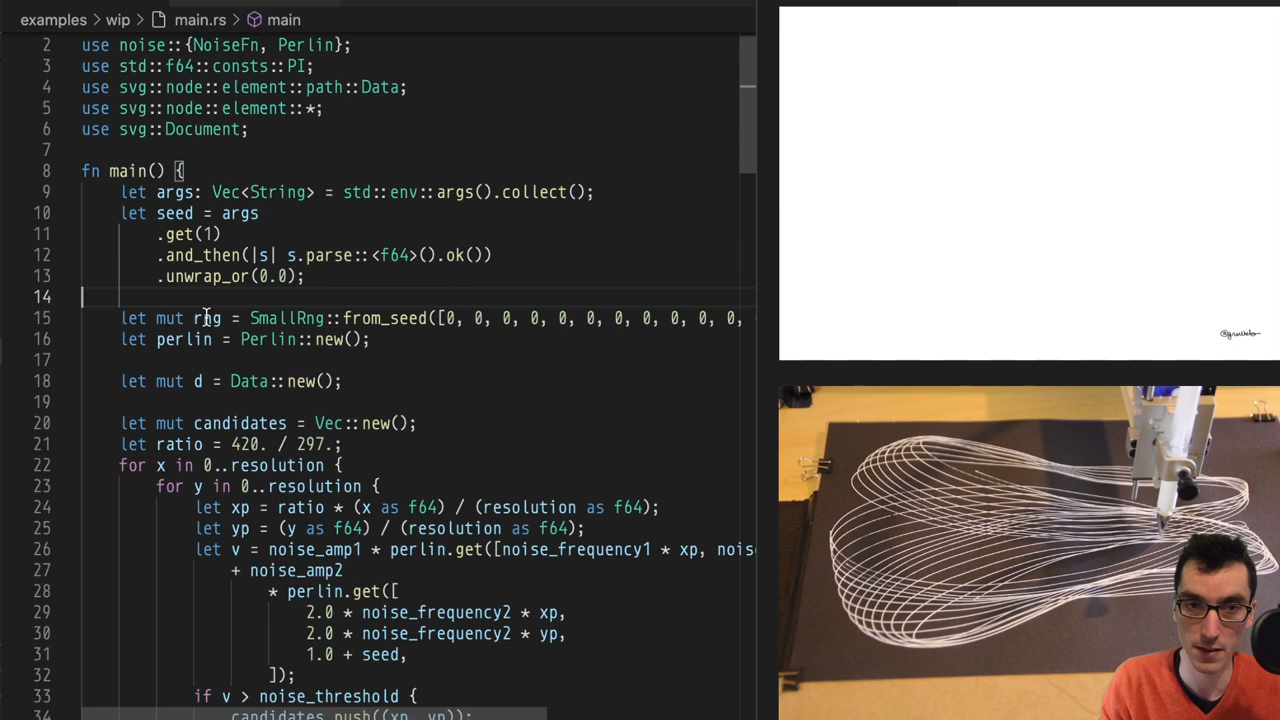 examples › wip › main.rs › main
2 use noise::{NoiseFn, Perlin};
3 use std::f64::consts::PI;
4 use svg::node::element::path::Data;
5 use svg::node::element::*;
6 use svg::Document;
7
8 fn main() {
9 let args: Vec<String> = std::env::args().collect();
10 let seed = args
11 .get(1)
12 .and_then(|s| s.parse::<f64>().ok())
13 .unwrap_or(0.0);
14
15 let mut rng = SmallRng::from_seed([0, 0, 0, 0, 0, 0, 0, 0, 0, 0, 0,
16 let perlin = Perlin::new();
17
18 let mut d = Data::new();
19
20 let mut candidates = Vec::new();
21 let ratio = 420. / 297.;
22 for x in 0..resolution {
23 for y in 0..resolution {
24 let xp = ratio * (x as f64) / (resolution as f64);
25 let yp = (y as f64) / (resolution as f64);
26 let v = noise_amp1 * perlin.get([noise_frequency1 * xp, nois
27 + noise_amp2
28 * perlin.get([
29 2.0 * noise_frequency2 * xp,
30 2.0 * noise_frequency2 * yp,
31 1.0 + seed,
32 ]);
33 if v > noise_threshold {
34 candidates.push((xp, yp));